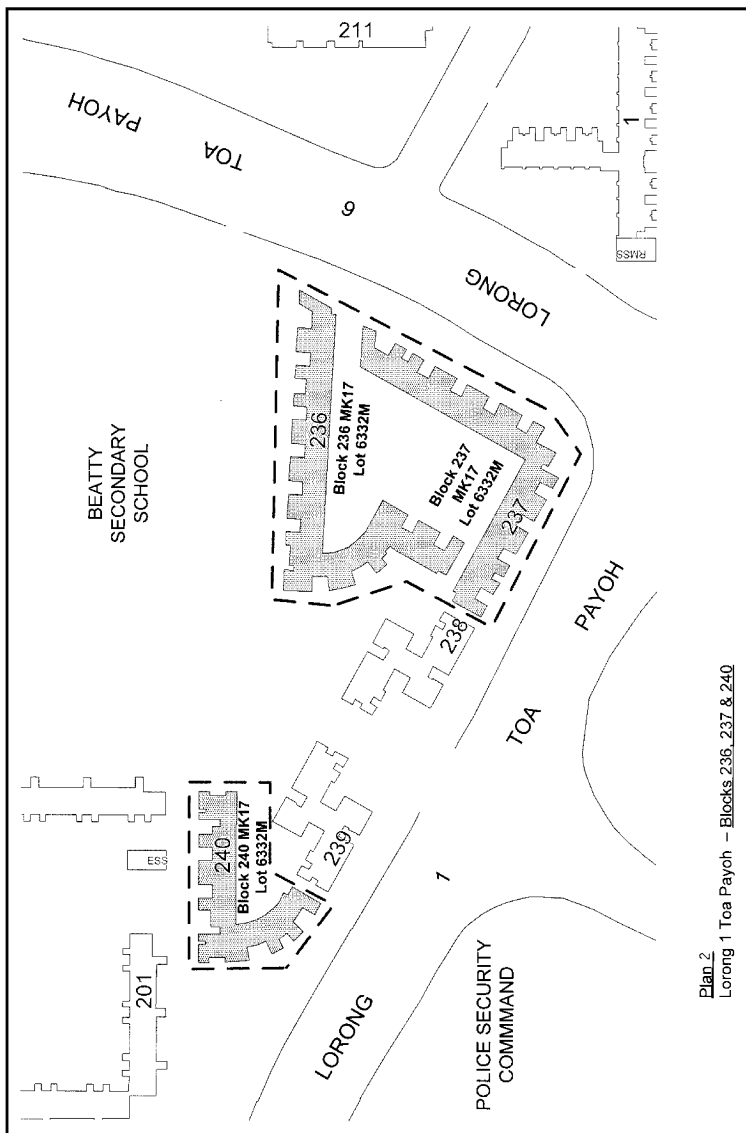 211
TOA
PAYOH
6
LORONG
1
RMSS
BEATTY
SECONDARY
SCHOOL
236
Block 236 MK17
Lot 6332M
Block 237
MK17
Lot 6332M
237
238
TOA
PAYOH
ESS
240
Block 240 MK17
Lot 6332M
239
1
201
LORONG
POLICE SECURITY
COMMMAND
Plan 2
Lorong 1 Toa Payoh – Blocks 236, 237 & 240